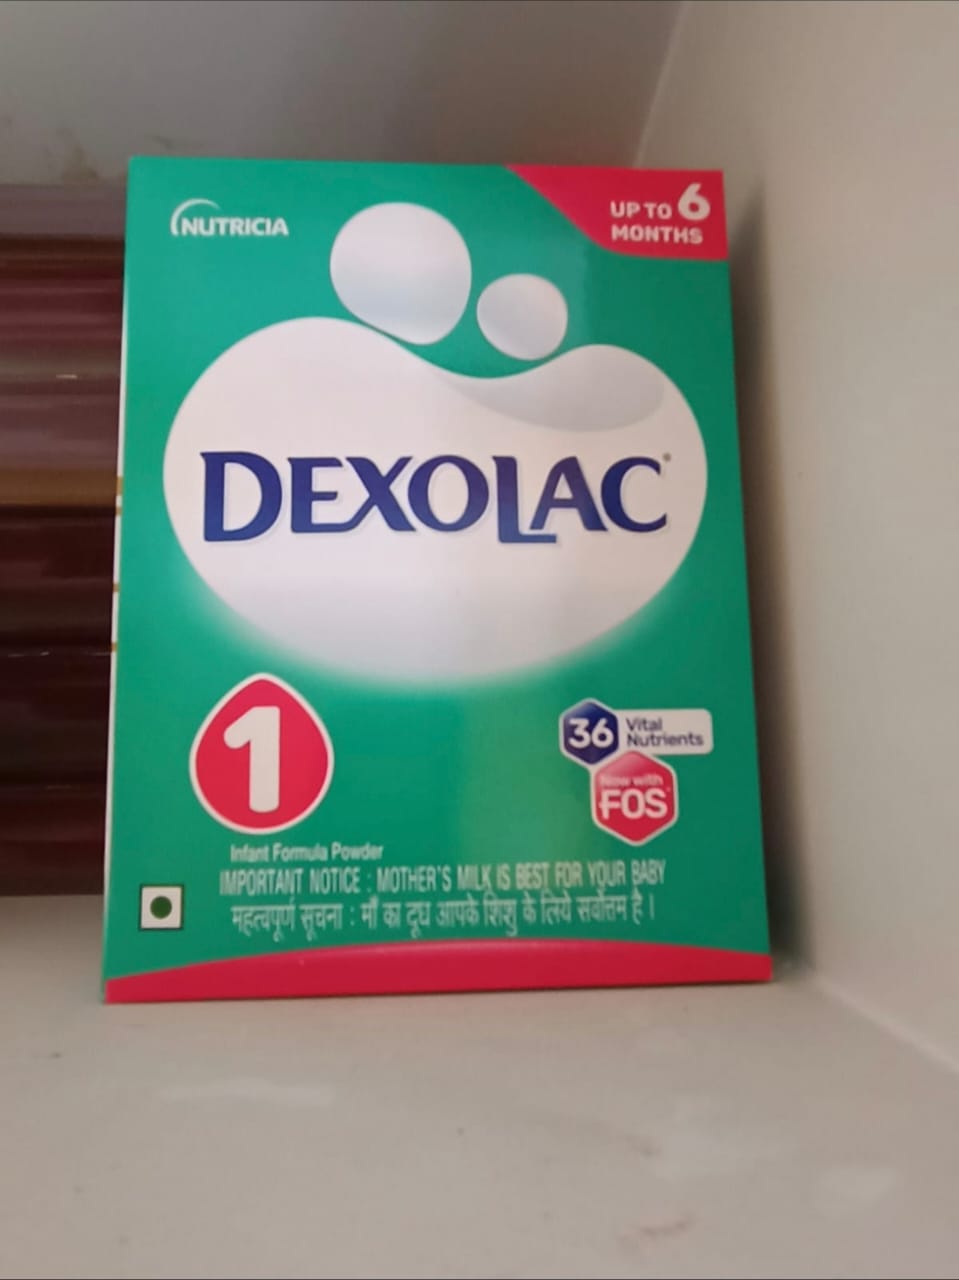 NUTRICIA
UP TO 6
MONTHS
DEXOLAC
1
36 Vital
Nutrients
Now with
FOS
Infant Formula Powder
IMPORTANT NOTICE : MOTHER'S MILK IS BEST FOR YOUR BABY
महत्वपूर्ण सूचना : माँ का दूध आपके शिशु के लिये सर्वोत्तम है।